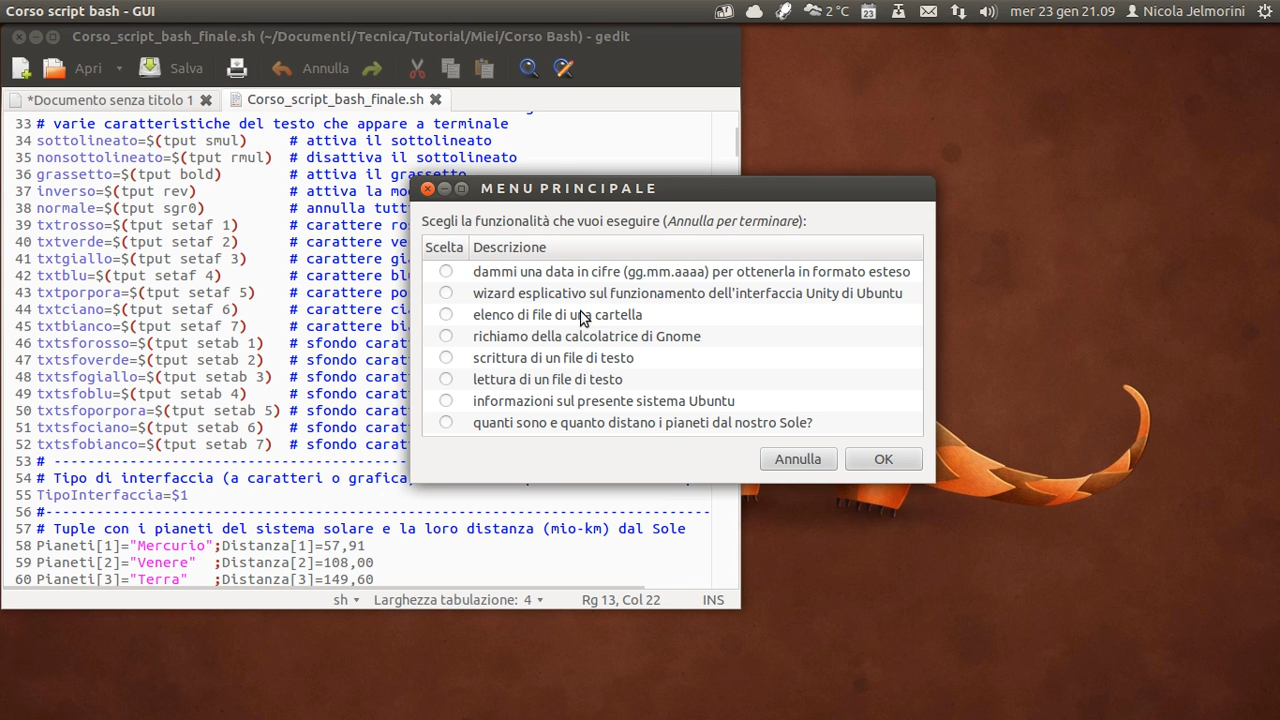 Corso script bash - GUI
2 °C
23
mer 23 gen 21.09
Nicola Jelmorini
Corso_script_bash_finale.sh (~/Documenti/Tecnica/Tutorial/Miei/Corso Bash) - gedit
Apri
Salva
Annulla
*Documento senza titolo 1
Corso_script_bash_finale.sh
33 # varie caratteristiche del testo che appare a terminale
34 sottolineato=$(tput smul) # attiva il sottolineato
35 nonsottolineato=$(tput rmul) # disattiva il sottolineato
36 grassetto=$(tput bold) # attiva il grassetto
37 inverso=$(tput rev) # attiva la mo
38 normale=$(tput sgr0) # annulla tutt
39 txtrosso=$(tput setaf 1) # carattere ros
40 txtverde=$(tput setaf 2) # carattere ve
41 txtgiallo=$(tput setaf 3) # carattere gia
42 txtblu=$(tput setaf 4) # carattere bl
43 txtporpora=$(tput setaf 5) # carattere po
44 txtciano=$(tput setaf 6) # carattere cia
45 txtbianco=$(tput setaf 7) # carattere bia
46 txtsforosso=$(tput setab 1) # sfondo carat
47 txtsfoverde=$(tput setab 2) # sfondo carat
48 txtsfogiallo=$(tput setab 3) # sfondo carat
49 txtsfoblu=$(tput setab 4) # sfondo carat
50 txtsfoporpora=$(tput setab 5) # sfondo carat
51 txtsfociano=$(tput setab 6) # sfondo carat
52 txtsfobianco=$(tput setab 7) # sfondo carat
53 # -------------------------------------------
54 # Tipo di interfaccia (a caratteri o grafica)
55 TipoInterfaccia=$1
56 #-------------------------------------------------------------------------------
57 # Tuple con i pianeti del sistema solare e la loro distanza (mio-km) dal Sole
58 Pianeti[1]="Mercurio";Distanza[1]=57,91
59 Pianeti[2]="Venere" ;Distanza[2]=108,00
60 Pianeti[3]="Terra" ;Distanza[3]=149,60
sh
Larghezza tabulazione: 4
Rg 13, Col 22
INS
M E N U P R I N C I P A L E
Scegli la funzionalità che vuoi eseguire (Annulla per terminare):
Scelta Descrizione
dammi una data in cifre (gg.mm.aaaa) per ottenerla in formato esteso
wizard esplicativo sul funzionamento dell'interfaccia Unity di Ubuntu
elenco di file di una cartella
richiamo della calcolatrice di Gnome
scrittura di un file di testo
lettura di un file di testo
informazioni sul presente sistema Ubuntu
quanti sono e quanto distano i pianeti dal nostro Sole?
Annulla
OK